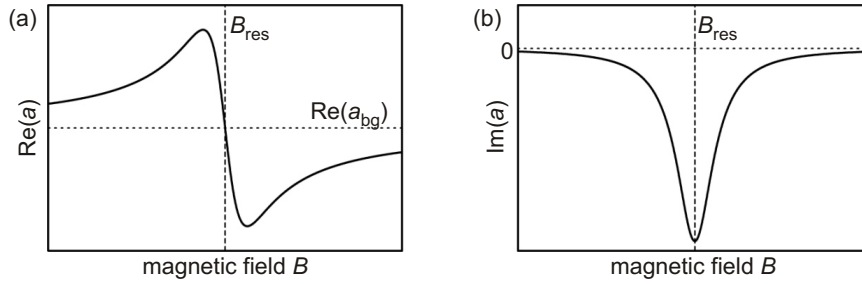 (a)
B_res
Re(a_bg)
Re(a)
magnetic field B
(b)
B_res
0
Im(a)
magnetic field B